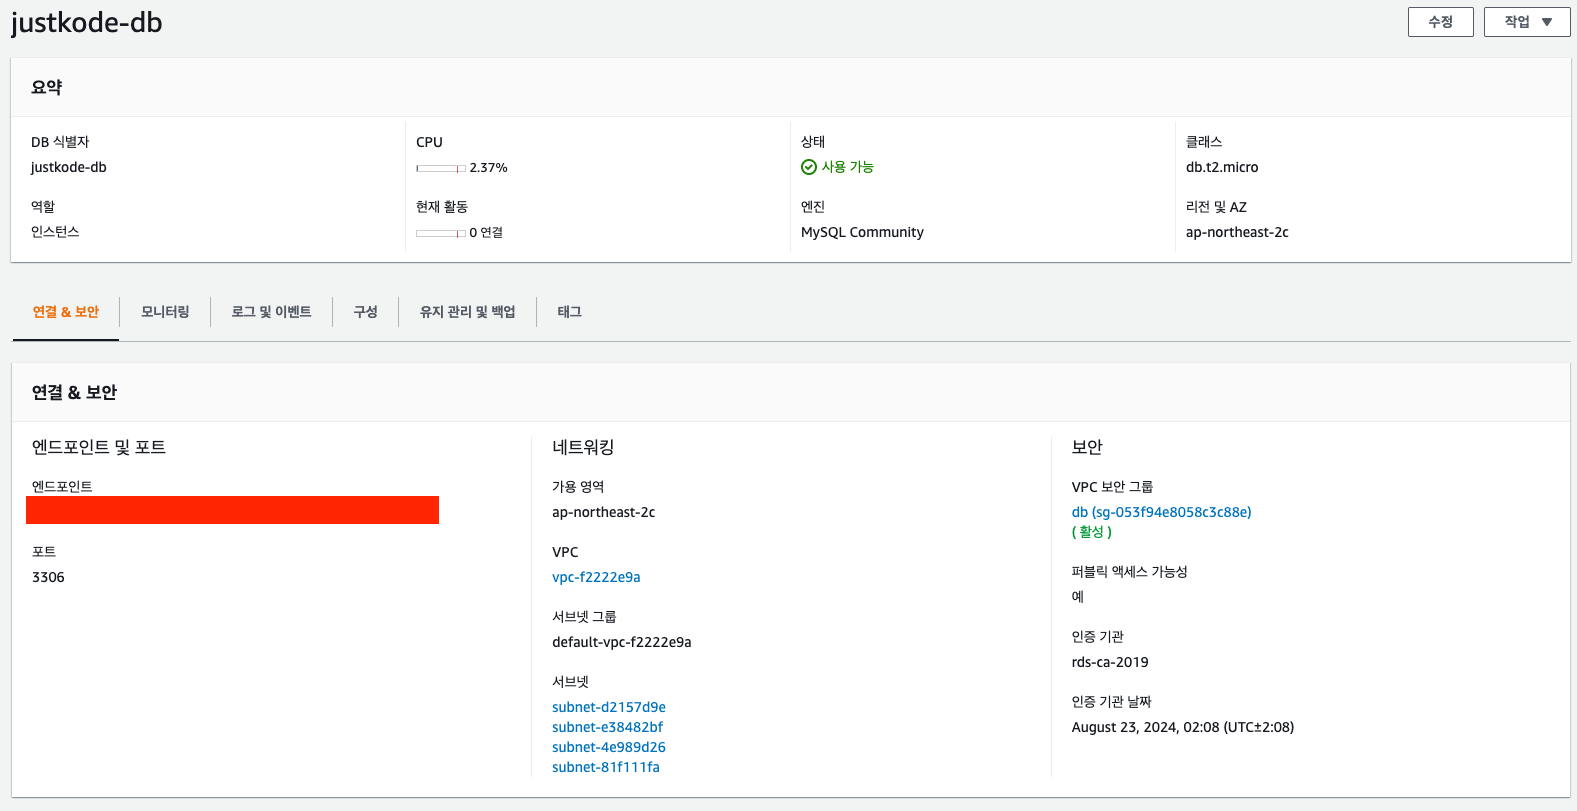 justkode-db
수정
작업
요약
DB 식별자
justkode-db
CPU
2.37%
상태
사용 가능
클래스
db.t2.micro
역할
인스턴스
현재 활동
0 연결
엔진
MySQL Community
리전 및 AZ
ap-northeast-2c
연결 & 보안
모니터링
로그 및 이벤트
구성
유지 관리 및 백업
태그
연결 & 보안
엔드포인트 및 포트
엔드포인트
포트
3306
네트워킹
가용 영역
ap-northeast-2c
VPC
vpc-f2222e9a
서브넷 그룹
default-vpc-f2222e9a
서브넷
subnet-d2157d9e
subnet-e38482bf
subnet-4e989d26
subnet-81f111fa
보안
VPC 보안 그룹
db (sg-053f94e8058c3c88e)
( 활성 )
퍼블릭 액세스 가능성
예
인증 기관
rds-ca-2019
인증 기관 날짜
August 23, 2024, 02:08 (UTC±2:08)